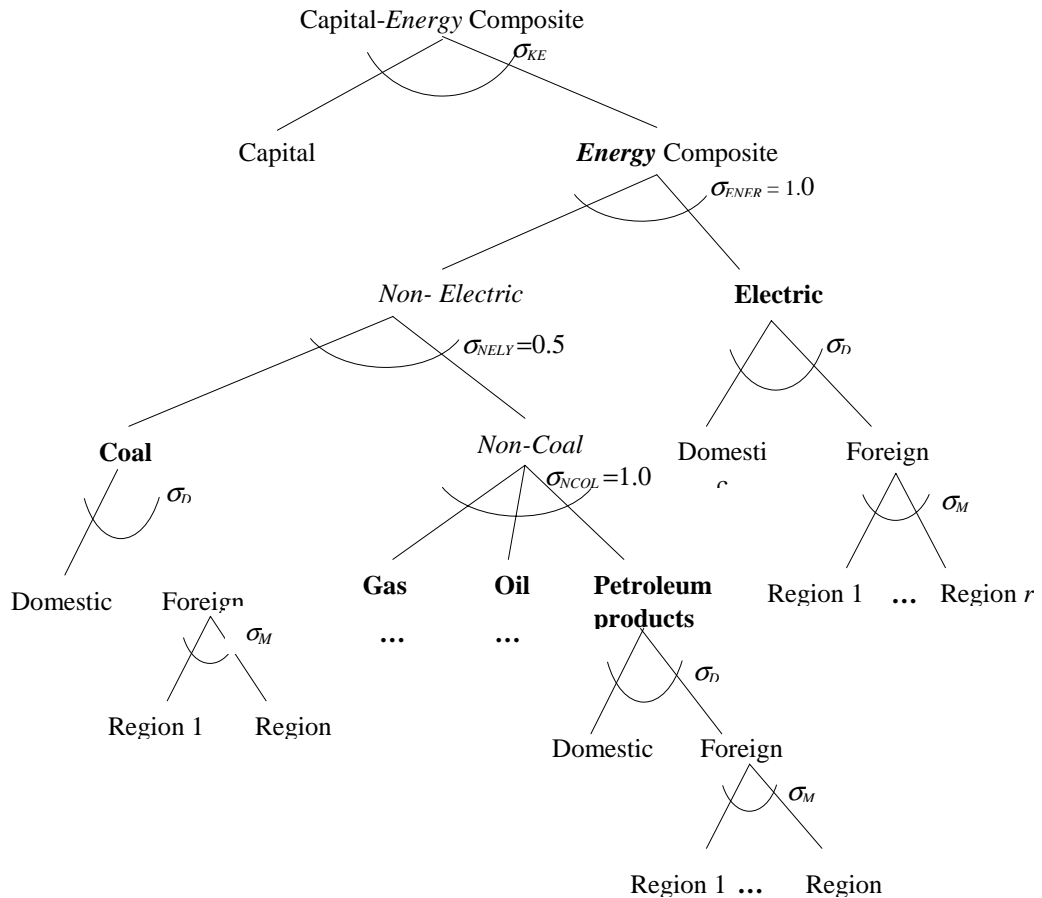 Capital-Energy Composite
σKE
Capital
Energy Composite
σENER = 1.0
Non- Electric
Electric
σNELY=0.5
σD
Coal
Non-Coal
Domesti
c
Foreign
σD
σNCOL=1.0
σM
Domestic
Foreign
Gas
Oil
Petroleum
products
Region 1 ... Region r
...
...
σM
σD
Region 1
Region
Domestic
Foreign
σM
Region 1 ... Region